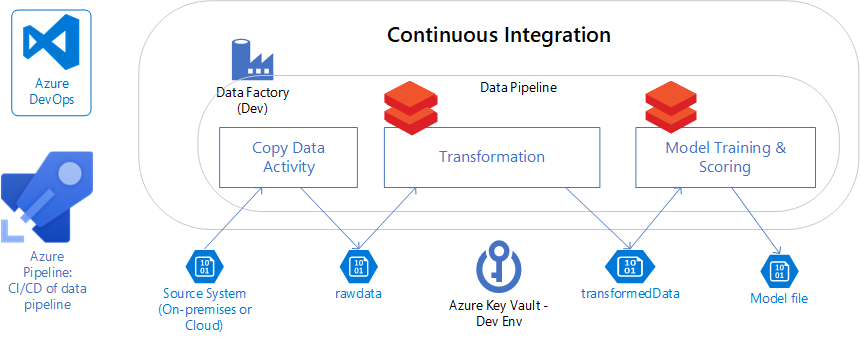 Continuous Integration
Azure
DevOps
Data Factory
(Dev)
Data Pipeline
Copy Data
Activity
Transformation
Model Training &
Scoring
Azure
Pipeline:
CI/CD of data
pipeline
10
01
Source System
(On-premises or
Cloud)
10
01
rawdata
Azure Key Vault -
Dev Env
10
01
transformedData
10
01
Model file